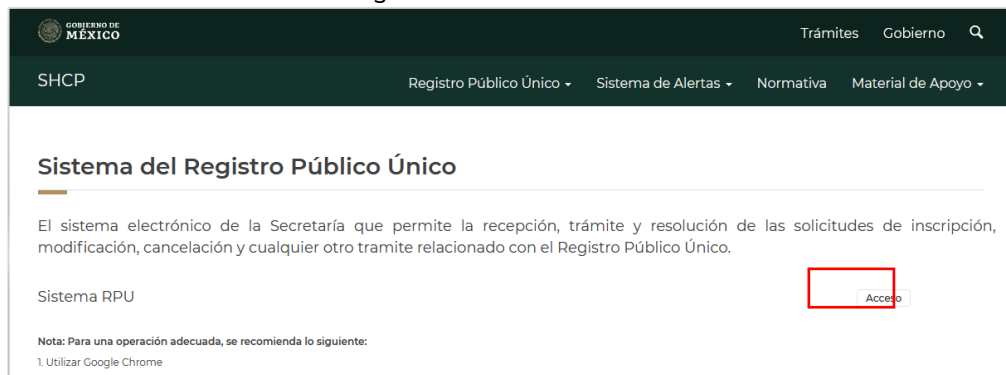 GOBIERNO DE
MÉXICO
Trámites Gobierno
SHCP Registro Público Único Sistema de Alertas Normativa Material de Apoyo
Sistema del Registro Público Único
El sistema electrónico de la Secretaría que permite la recepción, trámite y resolución de las solicitudes de inscripción,
modificación, cancelación y cualquier otro tramite relacionado con el Registro Público Único.
Sistema RPU Acceso
Nota: Para una operación adecuada, se recomienda lo siguiente:
1. Utilizar Google Chrome